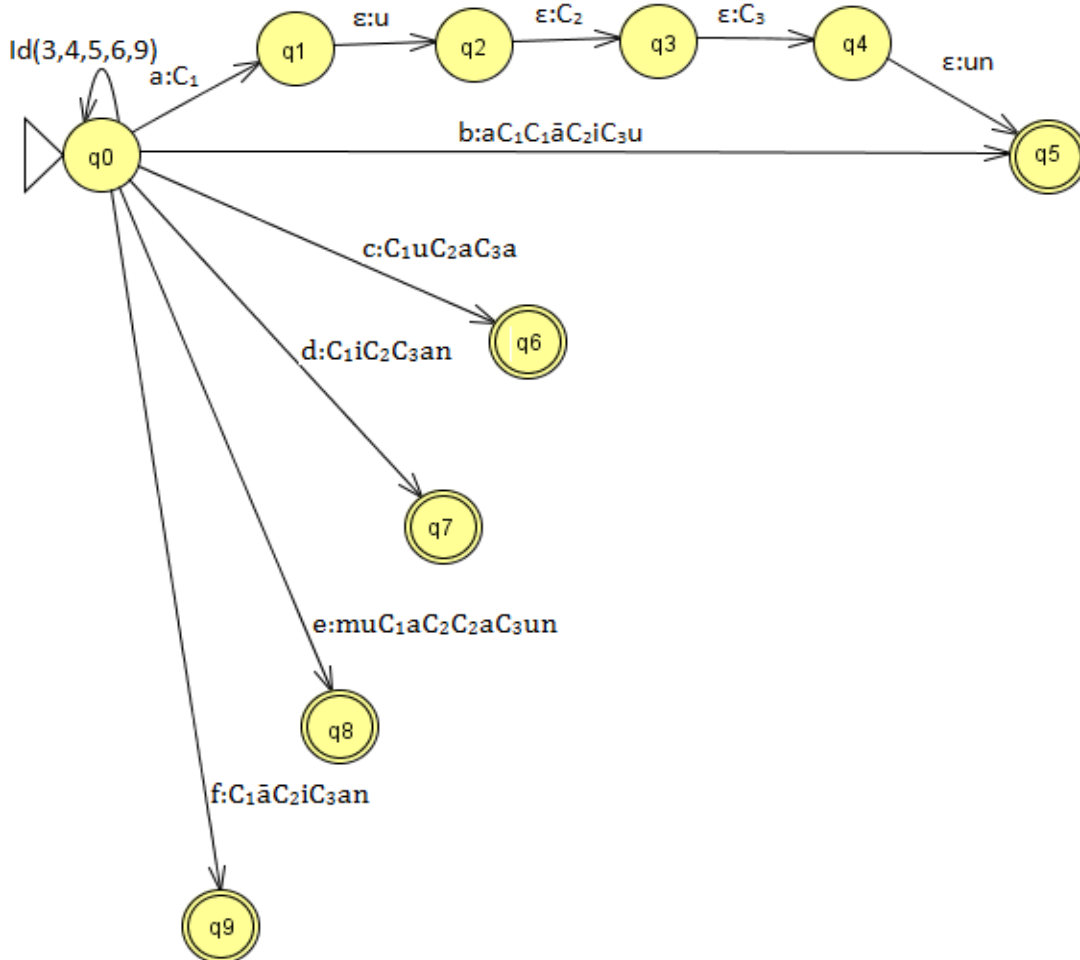 ε:u
ε:C₂
ε:C₃
q1
q2
q3
q4
Id(3,4,5,6,9)
a:C₁
ε:un
b:aC₁C₁āC₂iC₃u
q0
q5
c:C₁uC₂aC₃a
q6
d:C₁iC₂C₃an
q7
e:muC₁aC₂C₂aC₃un
q8
f:C₁āC₂iC₃an
q9